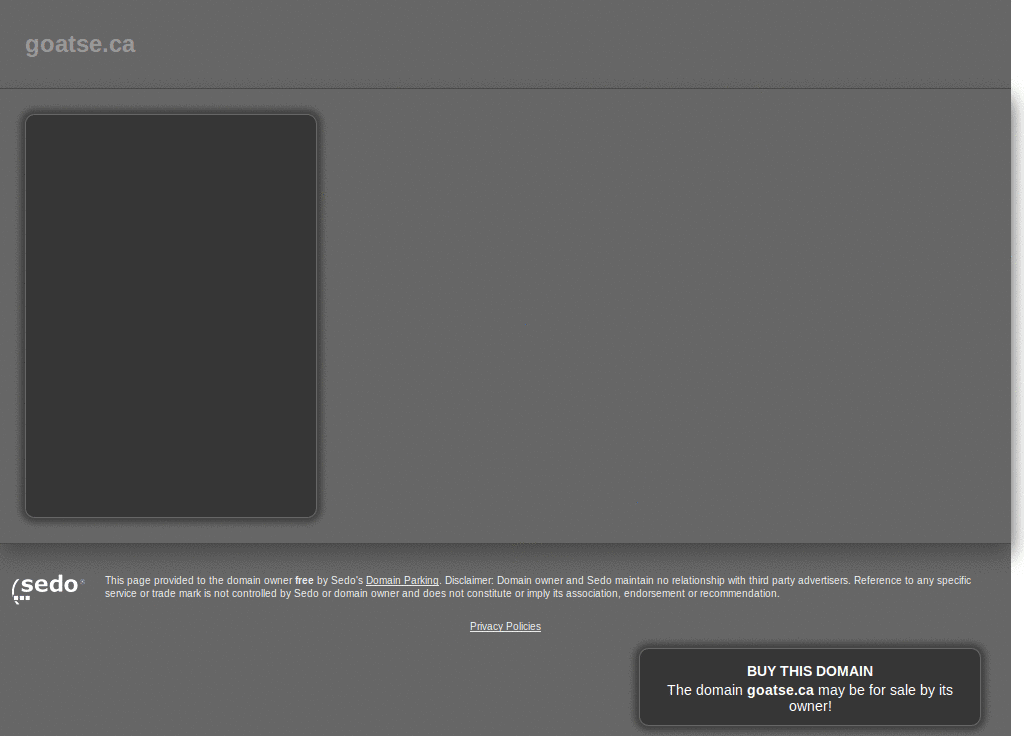 goatse.ca
sedo®
This page provided to the domain owner free by Sedo's Domain Parking. Disclaimer: Domain owner and Sedo maintain no relationship with third party advertisers. Reference to any specific
service or trade mark is not controlled by Sedo or domain owner and does not constitute or imply its association, endorsement or recommendation.
Privacy Policies
BUY THIS DOMAIN
The domain goatse.ca may be for sale by its
owner!